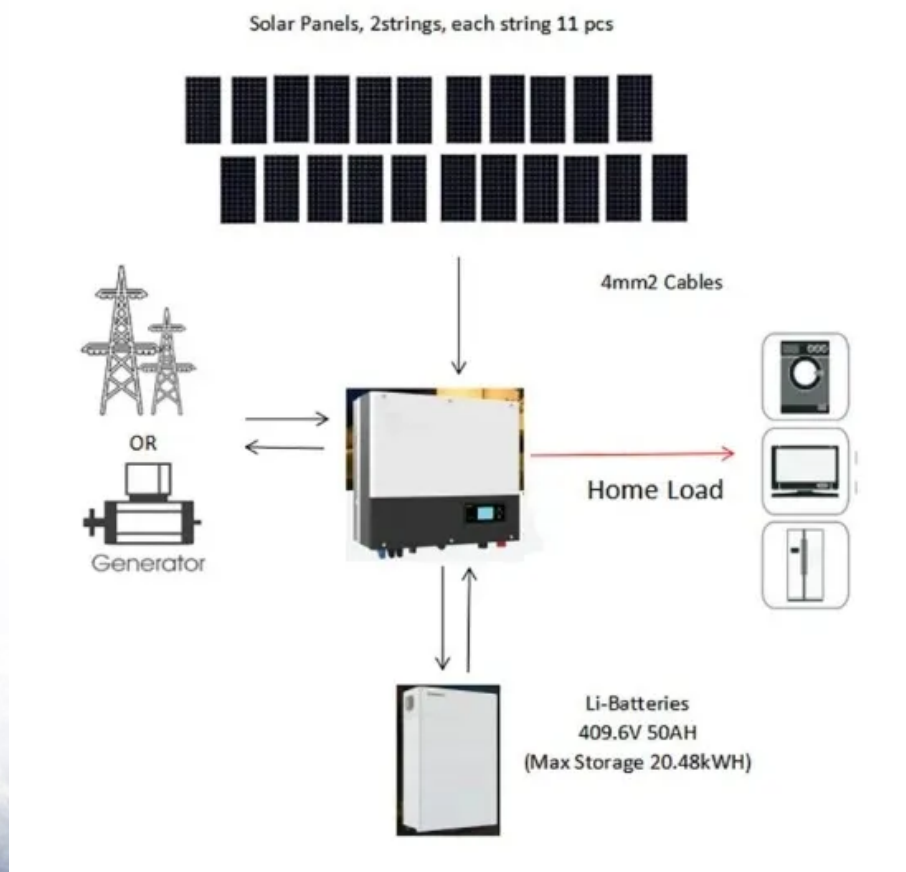 Solar Panels, 2strings, each string 11 pcs
4mm2 Cables
OR
Home Load
Generator
Li-Batteries
409.6V 50AH
(Max Storage 20.48kWH)